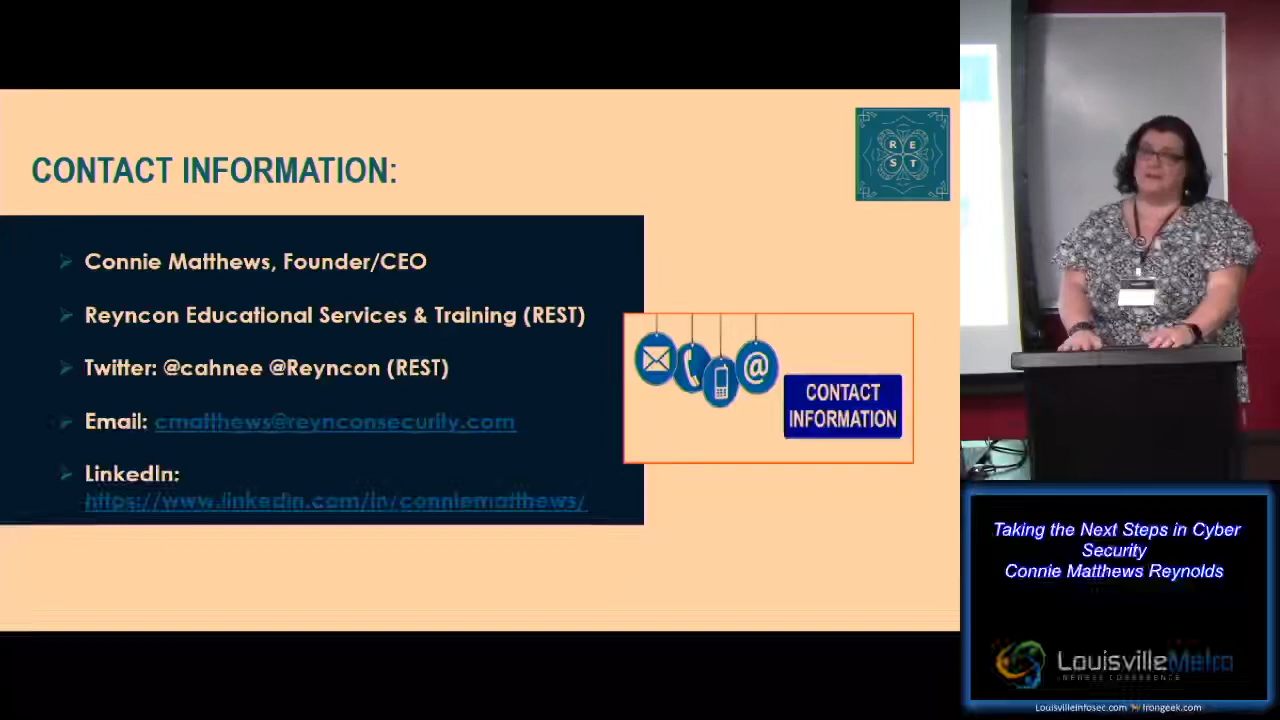 CONTACT INFORMATION:
R E
S T
Connie Matthews, Founder/CEO
Reyncon Educational Services & Training (REST)
Twitter: @cahnee @Reyncon (REST)
Email: cmatthews@reynconsecurity.com
LinkedIn:
https://www.linkedin.com/in/conniematthews/
@
CONTACT
INFORMATION
Taking the Next Steps in Cyber
Security
Connie Matthews Reynolds
LouisvilleMetro
LouisvilleInfosec.com
Irongeek.com